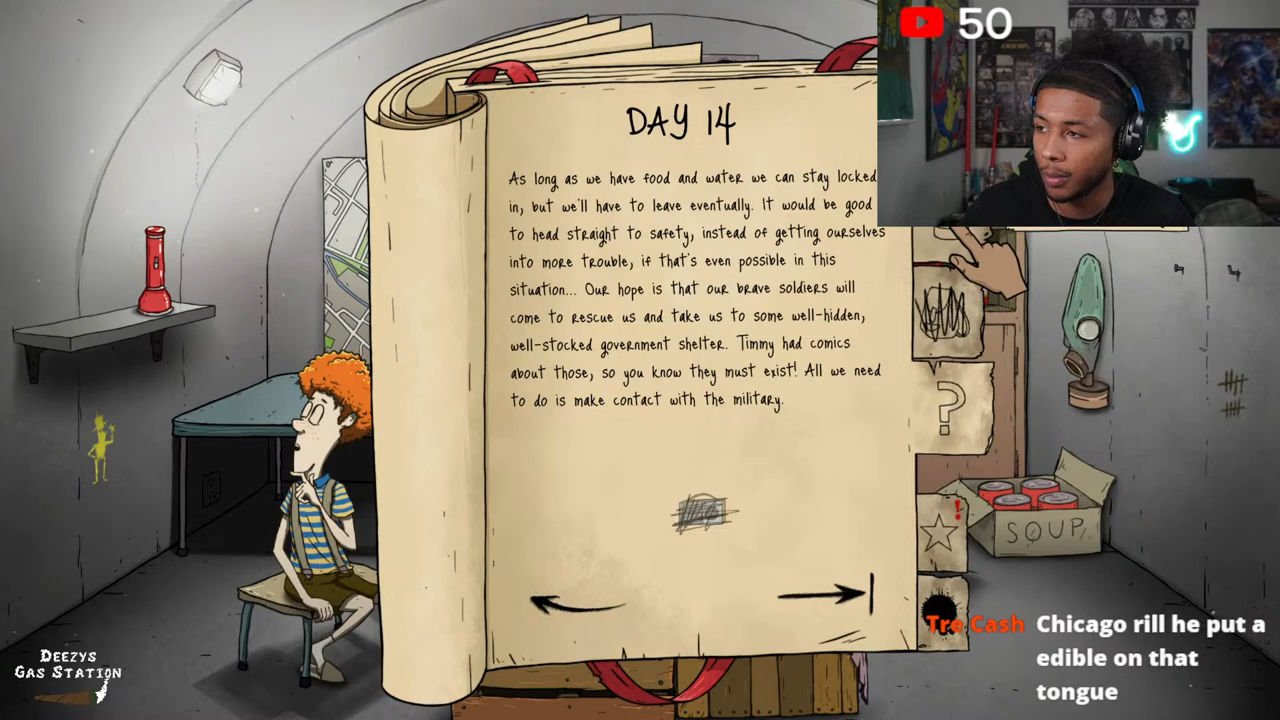 50
DAY 14
As long as we have food and water we can stay locked
in, but we'll have to leave eventually. It would be good
to head straight to safety, instead of getting ourselves
into more trouble, if that's even possible in this
situation... Our hope is that our brave soldiers will
come to rescue us and take us to some well-hidden,
well-stocked government shelter. Timmy had comics
about those, so you know they must exist! All we need
to do is make contact with the military.
?
!
SOUP
DEEZYS
GAS STATION
Tre Cash Chicago rill he put a
edible on that
tongue